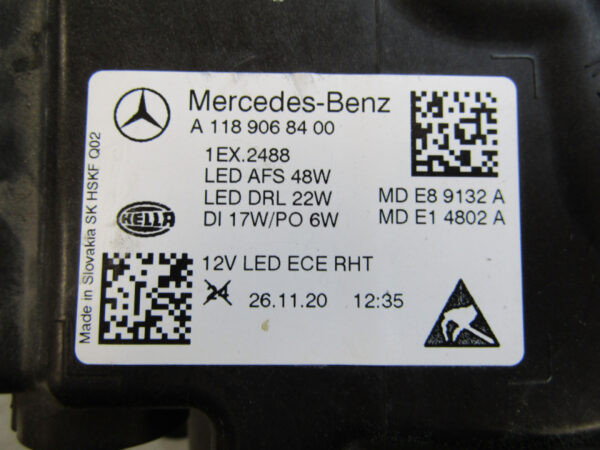 Mercedes-Benz
A 118 906 84 00
1EX.2488
LED AFS 48W
LED DRL 22W MD E8 9132 A
HELLA
DI 17W/PO 6W MD E1 4802 A
12V LED ECE RHT
24 26.11.20 12:35
Made in Slovakia SK HSKF Q02